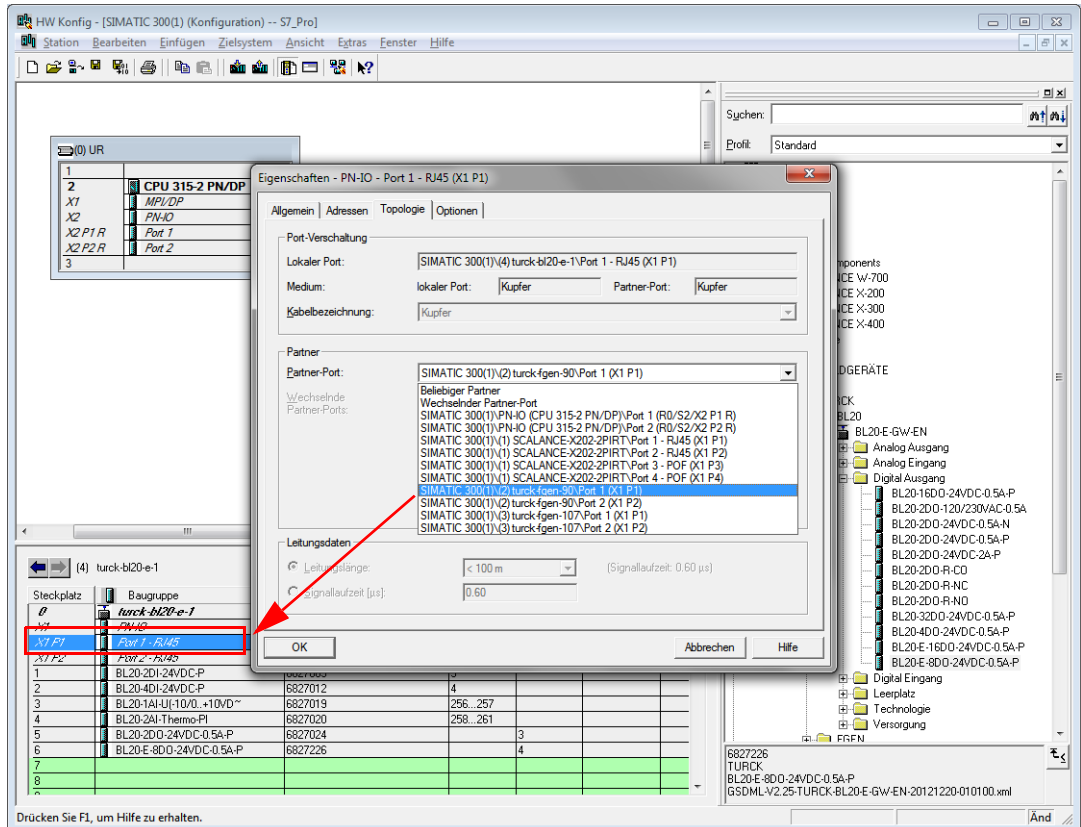 HW Konfig - [SIMATIC 300(1) (Konfiguration) -- S7_Pro]
Station Bearbeiten Einfügen Zielsystem Ansicht Extras Fenster Hilfe
Suchen:
Profil: Standard
(0) UR
1
2 CPU 315-2 PN/DP
X1 MPI/DP
X2 PN-IO
X2 P1 R Port 1
X2 P2 R Port 2
3
Eigenschaften - PN-IO - Port 1 - RJ45 (X1 P1)
Allgemein Adressen Topologie Optionen
Port-Verschaltung
Lokaler Port: SIMATIC 300(1)\(4) turck-bl20-e-1\Port 1 - RJ45 (X1 P1)
Medium: lokaler Port: Kupfer Partner-Port: Kupfer
Kabelbezeichnung: Kupfer
Partner
Partner-Port: SIMATIC 300(1)\(2) turck-fgen-90\Port 1 (X1 P1)
Wechselnde
Partner-Ports:
Beliebiger Partner
Wechselnder Partner-Port
SIMATIC 300(1)\PN-IO (CPU 315-2 PN/DP)\Port 1 (R0/S2/X2 P1 R)
SIMATIC 300(1)\PN-IO (CPU 315-2 PN/DP)\Port 2 (R0/S2/X2 P2 R)
SIMATIC 300(1)\(1) SCALANCE-X202-2PIRT\Port 1 - RJ45 (X1 P1)
SIMATIC 300(1)\(1) SCALANCE-X202-2PIRT\Port 2 - RJ45 (X1 P2)
SIMATIC 300(1)\(1) SCALANCE-X202-2PIRT\Port 3 - POF (X1 P3)
SIMATIC 300(1)\(1) SCALANCE-X202-2PIRT\Port 4 - POF (X1 P4)
SIMATIC 300(1)\(2) turck-fgen-90\Port 1 (X1 P1)
SIMATIC 300(1)\(2) turck-fgen-90\Port 2 (X1 P2)
SIMATIC 300(1)\(3) turck-fgen-107\Port 1 (X1 P1)
SIMATIC 300(1)\(3) turck-fgen-107\Port 2 (X1 P2)
Leitungsdaten
Leitungslänge: < 100 m (Signallaufzeit: 0.60 µs)
Signallaufzeit [µs]: 0.60
OK Abbrechen Hilfe
mponents
CE W-700
CE X-200
CE X-300
CE X-400
DGERÄTE
CK
BL20
BL20-E-GW-EN
Analog Ausgang
Analog Eingang
Digital Ausgang
BL20-16DO-24VDC-0.5A-P
BL20-2DO-120/230VAC-0.5A
BL20-2DO-24VDC-0.5A-N
BL20-2DO-24VDC-0.5A-P
BL20-2DO-24VDC-2A-P
BL20-2DO-R-CO
BL20-2DO-R-NC
BL20-2DO-R-NO
BL20-32DO-24VDC-0.5A-P
BL20-4DO-24VDC-0.5A-P
BL20-E-16DO-24VDC-0.5A-P
BL20-E-8DO-24VDC-0.5A-P
Digital Eingang
Leerplatz
Technologie
Versorgung
FGEN
(4) turck-bl20-e-1
Steckplatz Baugruppe
0 turck-bl20-e-1
X1 PN-IO
X1 P1 Port 1 - RJ45
X1 P2 Port 2 - RJ45
1 BL20-2DI-24VDC-P
2 BL20-4DI-24VDC-P 6827012 4
3 BL20-1AI-U(-10/0..+10VD~ 6827019 256...257
4 BL20-2AI-Thermo-PI 6827020 258...261
5 BL20-2DO-24VDC-0.5A-P 6827024 3
6 BL20-E-8DO-24VDC-0.5A-P 6827226 4
7
8
6827226
TURCK
BL20-E-8DO-24VDC-0.5A-P
GSDML-V2.25-TURCK-BL20-E-GW-EN-20121220-010100.xml
Drücken Sie F1, um Hilfe zu erhalten.
Änd